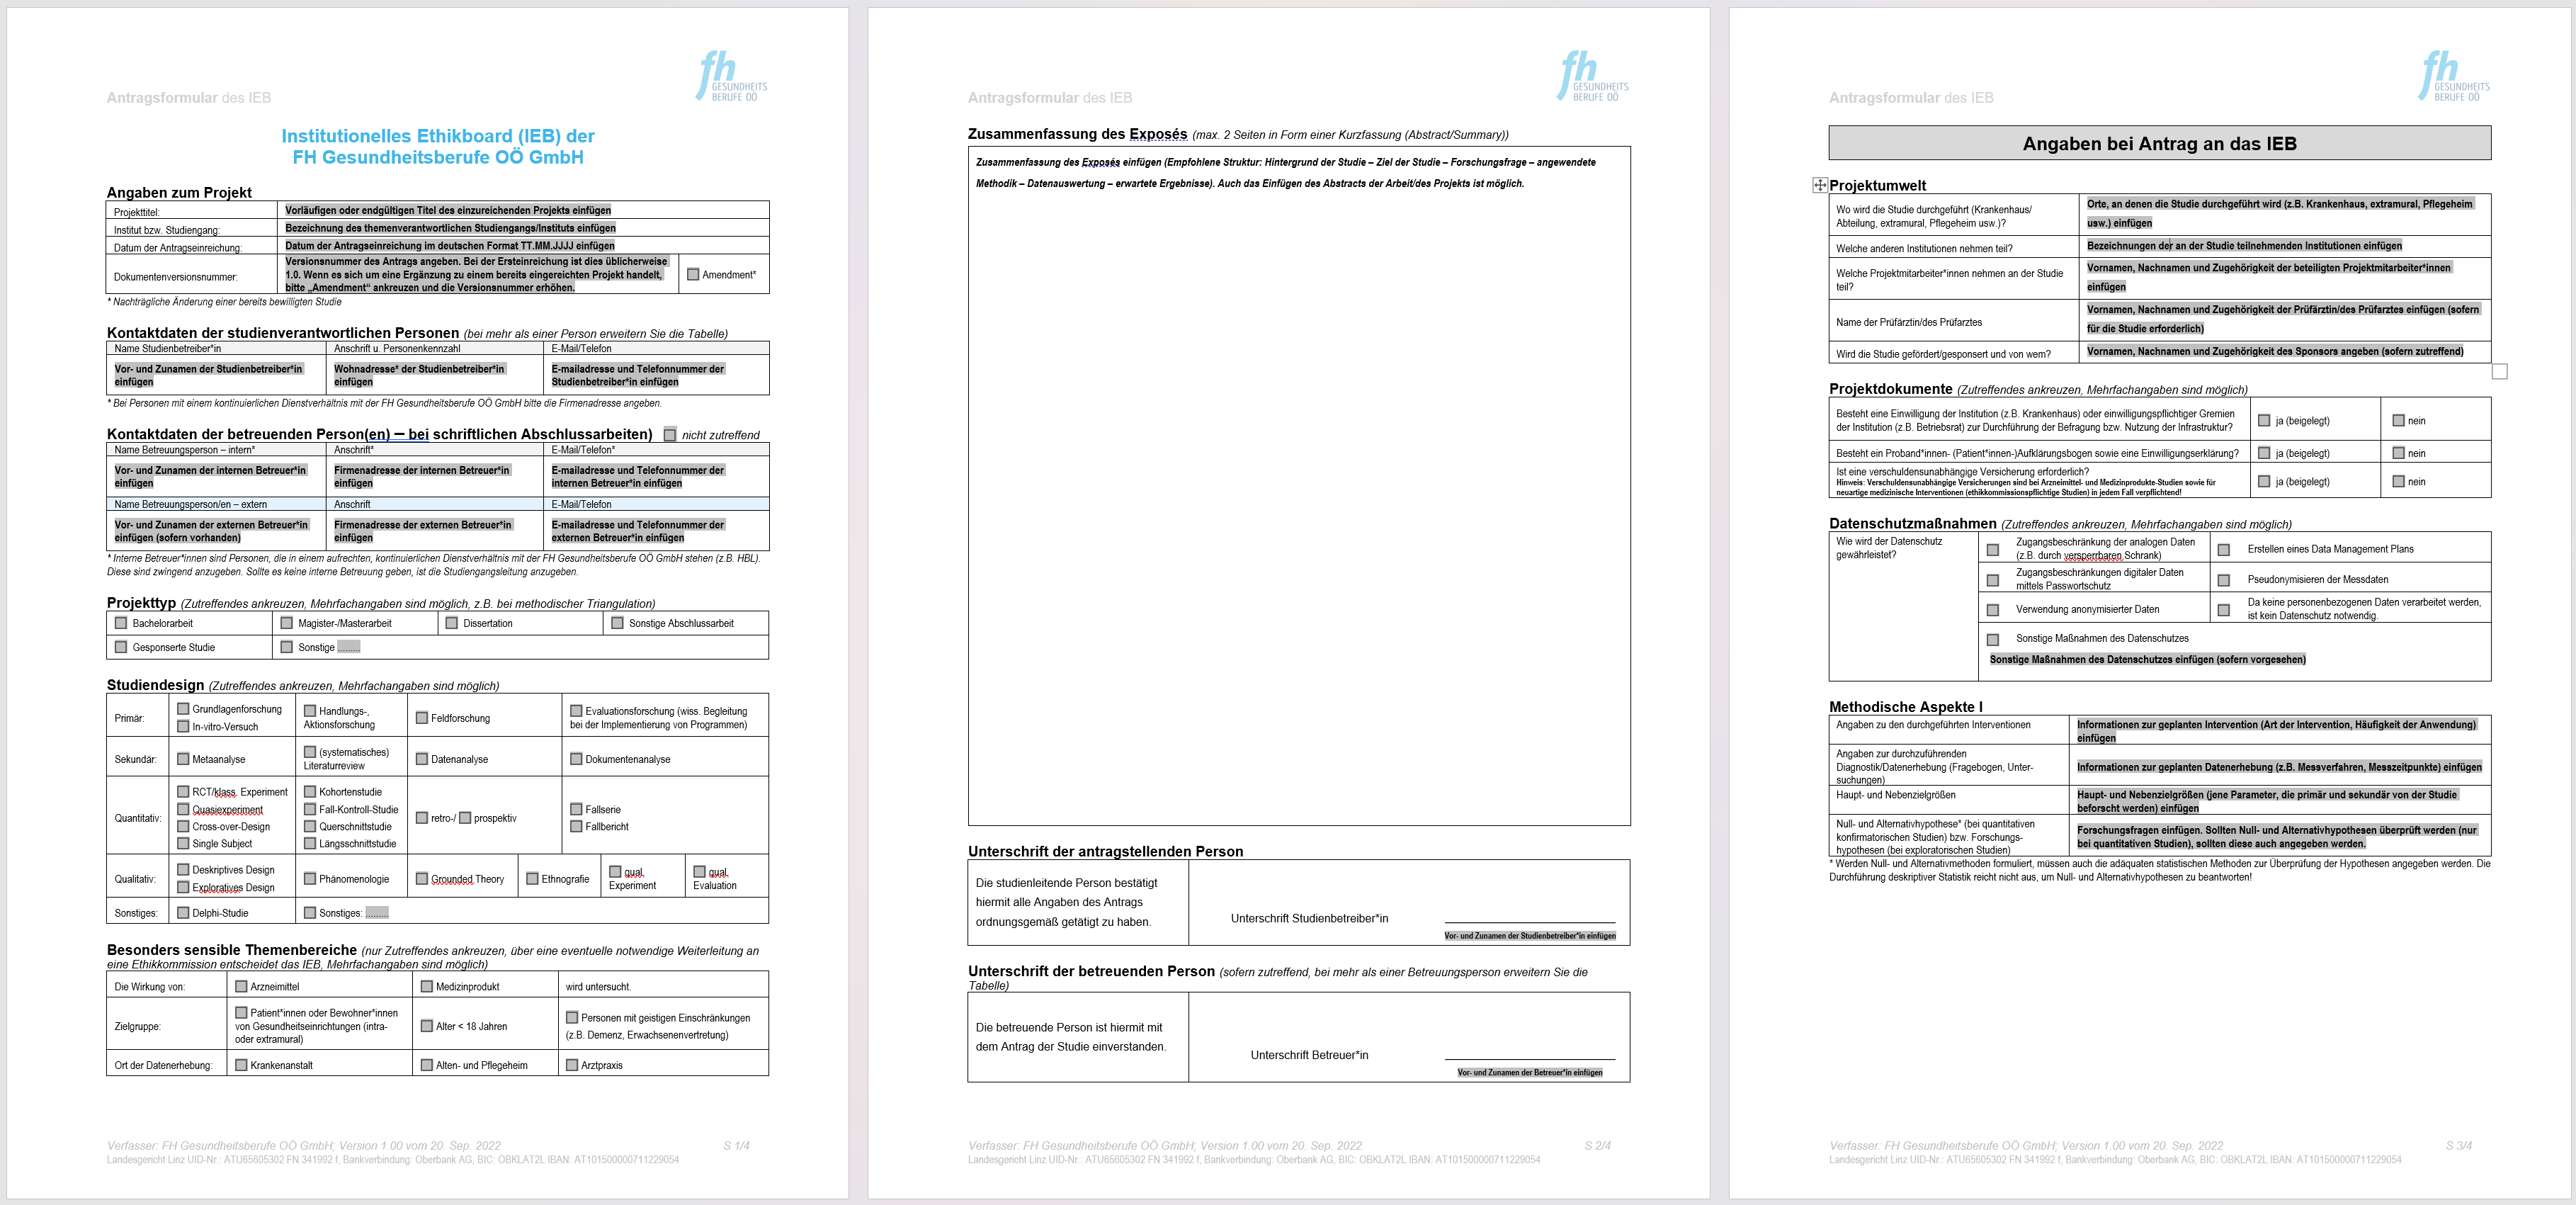 fh
GESUNDHEITS
BERUFE OÖ
Antragsformular des IEB
Institutionelles Ethikboard (IEB) der
FH Gesundheitsberufe OÖ GmbH
Angaben zum Projekt
Projekttitel:
Vorläufigen oder endgültigen Titel des einzureichenden Projekts einfügen
Institut bzw. Studiengang:
Bezeichnung des themenverantwortlichen Studiengangs/Instituts einfügen
Datum der Antragseinreichung:
Datum der Antragseinreichung im deutschen Format TT.MM.JJJJ einfügen
Dokumentenversionsnummer:
Versionsnummer des Antrags angeben. Bei der Ersteinreichung ist dies üblicherweise
1.0. Wenn es sich um eine Ergänzung zu einem bereits eingereichten Projekt handelt,
bitte „Amendment“ ankreuzen und die Versionsnummer erhöhen.
Amendment*
* Nachträgliche Änderung einer bereits bewilligten Studie
Kontaktdaten der studienverantwortlichen Personen (bei mehr als einer Person erweitern Sie die Tabelle)
Name Studienbetreiber*in
Anschrift u. Personenkennzahl
E-Mail/Telefon
Vor- und Zunamen der Studienbetreiber*in
einfügen
Wohnadresse* der Studienbetreiber*in
einfügen
E-mailadresse und Telefonnummer der
Studienbetreiber*in einfügen
* Bei Personen mit einem kontinuierlichen Dienstverhältnis mit der FH Gesundheitsberufe OÖ GmbH bitte die Firmenadresse angeben.
Kontaktdaten der betreuenden Person(en) – bei schriftlichen Abschlussarbeiten) nicht zutreffend
Name Betreuungsperson – intern*
Anschrift*
E-Mail/Telefon*
Vor- und Zunamen der internen Betreuer*in
einfügen
Firmenadresse der internen Betreuer*in
einfügen
E-mailadresse und Telefonnummer der
internen Betreuer*in einfügen
Name Betreuungsperson/en – extern
Anschrift
E-Mail/Telefon
Vor- und Zunamen der externen Betreuer*in
einfügen (sofern vorhanden)
Firmenadresse der externen Betreuer*in
einfügen
E-mailadresse und Telefonnummer der
externen Betreuer*in einfügen
* Interne Betreuer*innen sind Personen, die in einem aufrechten, kontinuierlichen Dienstverhältnis mit der FH Gesundheitsberufe OÖ GmbH stehen (z.B. HBL).
Diese sind zwingend anzugeben. Sollte es keine interne Betreuung geben, ist die Studiengangsleitung anzugeben.
Projekttyp (Zutreffendes ankreuzen, Mehrfachangaben sind möglich, z.B. bei methodischer Triangulation)
Bachelorarbeit
Magister-/Masterarbeit
Dissertation
Sonstige Abschlussarbeit
Gesponserte Studie
Sonstige .........
Studiendesign (Zutreffendes ankreuzen, Mehrfachangaben sind möglich)
Primär:
Grundlagenforschung
In-vitro-Versuch
Handlungs-,
Aktionsforschung
Feldforschung
Evaluationsforschung (wiss. Begleitung
bei der Implementierung von Programmen)
Sekundär:
Metaanalyse
(systematisches)
Literaturreview
Datenanalyse
Dokumentenanalyse
Quantitativ:
RCT/klass. Experiment
Quasiexperiment
Cross-over-Design
Single Subject
Kohortenstudie
Fall-Kontroll-Studie
Querschnittstudie
Längsschnittstudie
retro-/ prospektiv
Fallserie
Fallbericht
Qualitativ:
Deskriptives Design
Exploratives Design
Phänomenologie
Grounded Theory
Ethnografie
qual.
Experiment
qual.
Evaluation
Sonstiges:
Delphi-Studie
Sonstiges: .........
Besonders sensible Themenbereiche (nur Zutreffendes ankreuzen, über eine eventuelle notwendige Weiterleitung an
eine Ethikkommission entscheidet das IEB, Mehrfachangaben sind möglich)
Die Wirkung von:
Arzneimittel
Medizinprodukt
wird untersucht.
Zielgruppe:
Patient*innen oder Bewohner*innen
von Gesundheitseinrichtungen (intra-
oder extramural)
Alter < 18 Jahren
Personen mit geistigen Einschränkungen
(z.B. Demenz, Erwachsenenvertretung)
Ort der Datenerhebung:
Krankenanstalt
Alten- und Pflegeheim
Arztpraxis
Verfasser: FH Gesundheitsberufe OÖ GmbH; Version 1.00 vom 20. Sep. 2022 S 1/4
Landesgericht Linz UID-Nr.: ATU65605302 FN 341992 f, Bankverbindung: Oberbank AG, BIC: OBKLAT2L IBAN: AT101500000711229054
fh
GESUNDHEITS
BERUFE OÖ
Antragsformular des IEB
Zusammenfassung des Exposés (max. 2 Seiten in Form einer Kurzfassung (Abstract/Summary))
Zusammenfassung des Exposés einfügen (Empfohlene Struktur: Hintergrund der Studie – Ziel der Studie – Forschungsfrage – angewendete
Methodik – Datenauswertung – erwartete Ergebnisse). Auch das Einfügen des Abstracts der Arbeit/des Projekts ist möglich.
Unterschrift der antragstellenden Person
Die studienleitende Person bestätigt
hiermit alle Angaben des Antrags
ordnungsgemäß getätigt zu haben.
Unterschrift Studienbetreiber*in
Vor- und Zunamen der Studienbetreiber*in einfügen
Unterschrift der betreuenden Person (sofern zutreffend, bei mehr als einer Betreuungsperson erweitern Sie die
Tabelle)
Die betreuende Person ist hiermit mit
dem Antrag der Studie einverstanden.
Unterschrift Betreuer*in
Vor- und Zunamen der Betreuer*in einfügen
Verfasser: FH Gesundheitsberufe OÖ GmbH; Version 1.00 vom 20. Sep. 2022 S 2/4
Landesgericht Linz UID-Nr.: ATU65605302 FN 341992 f, Bankverbindung: Oberbank AG, BIC: OBKLAT2L IBAN: AT101500000711229054
fh
GESUNDHEITS
BERUFE OÖ
Antragsformular des IEB
Angaben bei Antrag an das IEB
Projektumwelt
Wo wird die Studie durchgeführt (Krankenhaus/
Abteilung, extramural, Pflegeheim usw.)?
Orte, an denen die Studie durchgeführt wird (z.B. Krankenhaus, extramural, Pflegeheim
usw.) einfügen
Welche anderen Institutionen nehmen teil?
Bezeichnungen der an der Studie teilnehmenden Institutionen einfügen
Welche Projektmitarbeiter*innen nehmen an der Studie
teil?
Vornamen, Nachnamen und Zugehörigkeit der beteiligten Projektmitarbeiter*innen
einfügen
Name der Prüfärztin/des Prüfarztes
Vornamen, Nachnamen und Zugehörigkeit der Prüfärztin/des Prüfarztes einfügen (sofern
für die Studie erforderlich)
Wird die Studie gefördert/gesponsert und von wem?
Vornamen, Nachnamen und Zugehörigkeit des Sponsors angeben (sofern zutreffend)
Projektdokumente (Zutreffendes ankreuzen, Mehrfachangaben sind möglich)
Besteht eine Einwilligung der Institution (z.B. Krankenhaus) oder einwilligungspflichtiger Gremien
der Institution (z.B. Betriebsrat) zur Durchführung der Befragung bzw. Nutzung der Infrastruktur?
ja (beigelegt)
nein
Besteht ein Proband*innen- (Patient*innen-)Aufklärungsbogen sowie eine Einwilligungserklärung?
ja (beigelegt)
nein
Ist eine verschuldensunabhängige Versicherung erforderlich?
Hinweis: Verschuldensunabhängige Versicherungen sind bei Arzneimittel- und Medizinprodukte-Studien sowie für
neuartige medizinische Interventionen (ethikkommissionspflichtige Studien) in jedem Fall verpflichtend!
ja (beigelegt)
nein
Datenschutzmaßnahmen (Zutreffendes ankreuzen, Mehrfachangaben sind möglich)
Wie wird der Datenschutz
gewährleistet?
Zugangsbeschränkung der analogen Daten
(z.B. durch versperrbaren Schrank)
Erstellen eines Data Management Plans
Zugangsbeschränkungen digitaler Daten
mittels Passwortschutz
Pseudonymisieren der Messdaten
Verwendung anonymisierter Daten
Da keine personenbezogenen Daten verarbeitet werden,
ist kein Datenschutz notwendig.
Sonstige Maßnahmen des Datenschutzes
Sonstige Maßnahmen des Datenschutzes einfügen (sofern vorgesehen)
Methodische Aspekte I
Angaben zu den durchgeführten Interventionen
Informationen zur geplanten Intervention (Art der Intervention, Häufigkeit der Anwendung)
einfügen
Angaben zur durchzuführenden
Diagnostik/Datenerhebung (Fragebogen, Unter-
suchungen)
Informationen zur geplanten Datenerhebung (z.B. Messverfahren, Messzeitpunkte) einfügen
Haupt- und Nebenzielgrößen
Haupt- und Nebenzielgrößen (jene Parameter, die primär und sekundär von der Studie
beforscht werden) einfügen
Null- und Alternativhypothese* (bei quantitativen
konfirmatorischen Studien) bzw. Forschungs-
hypothesen (bei exploratorischen Studien)
Forschungsfragen einfügen. Sollten Null- und Alternativhypothesen überprüft werden (nur
bei quantitativen Studien), sollten diese auch angegeben werden.
* Werden Null- und Alternativmethoden formuliert, müssen auch die adäquaten statistischen Methoden zur Überprüfung der Hypothesen angegeben werden. Die
Durchführung deskriptiver Statistik reicht nicht aus, um Null- und Alternativhypothesen zu beantworten!
Verfasser: FH Gesundheitsberufe OÖ GmbH; Version 1.00 vom 20. Sep. 2022 S 3/4
Landesgericht Linz UID-Nr.: ATU65605302 FN 341992 f, Bankverbindung: Oberbank AG, BIC: OBKLAT2L IBAN: AT101500000711229054